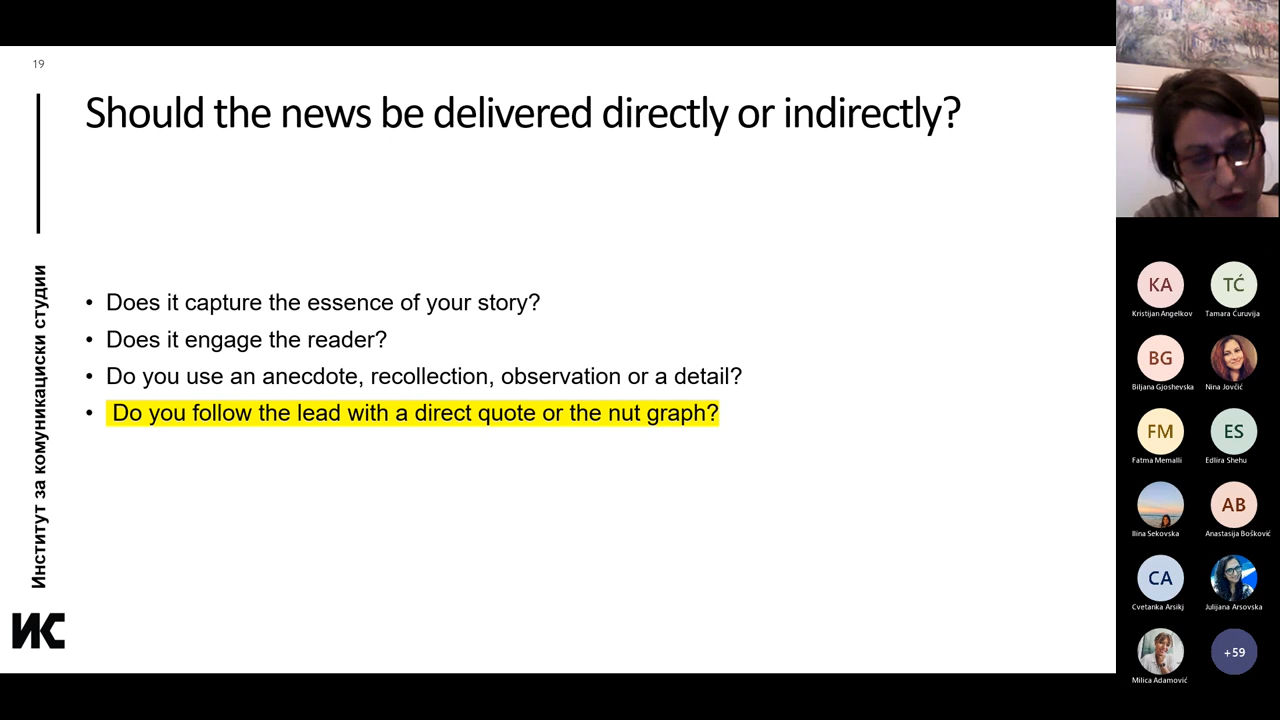 19
Should the news be delivered directly or indirectly?
• Does it capture the essence of your story?
• Does it engage the reader?
• Do you use an anecdote, recollection, observation or a detail?
• Do you follow the lead with a direct quote or the nut graph?
Институт за комуникациски студии
ИС
KA
Kristijan Angelkov
TĆ
Tamara Ćuruvija
BG
Biljana Gjoshevska
Nina Jovčić
FM
Fatma Memalli
ES
Edlira Shehu
Ilina Sekovska
AB
Anastasija Bošković
CA
Cvetanka Arsikj
Julijana Arsovska
Milica Adamović
+59